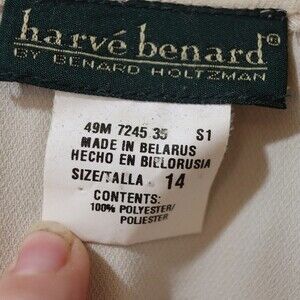 harvé benard®
BY BENARD HOLTZMAN
49M 7245 35 S1
MADE IN BELARUS
HECHO EN BIELORUSIA
SIZE/TALLA . 14
CONTENTS:
100% POLYESTER/
POLIESTER